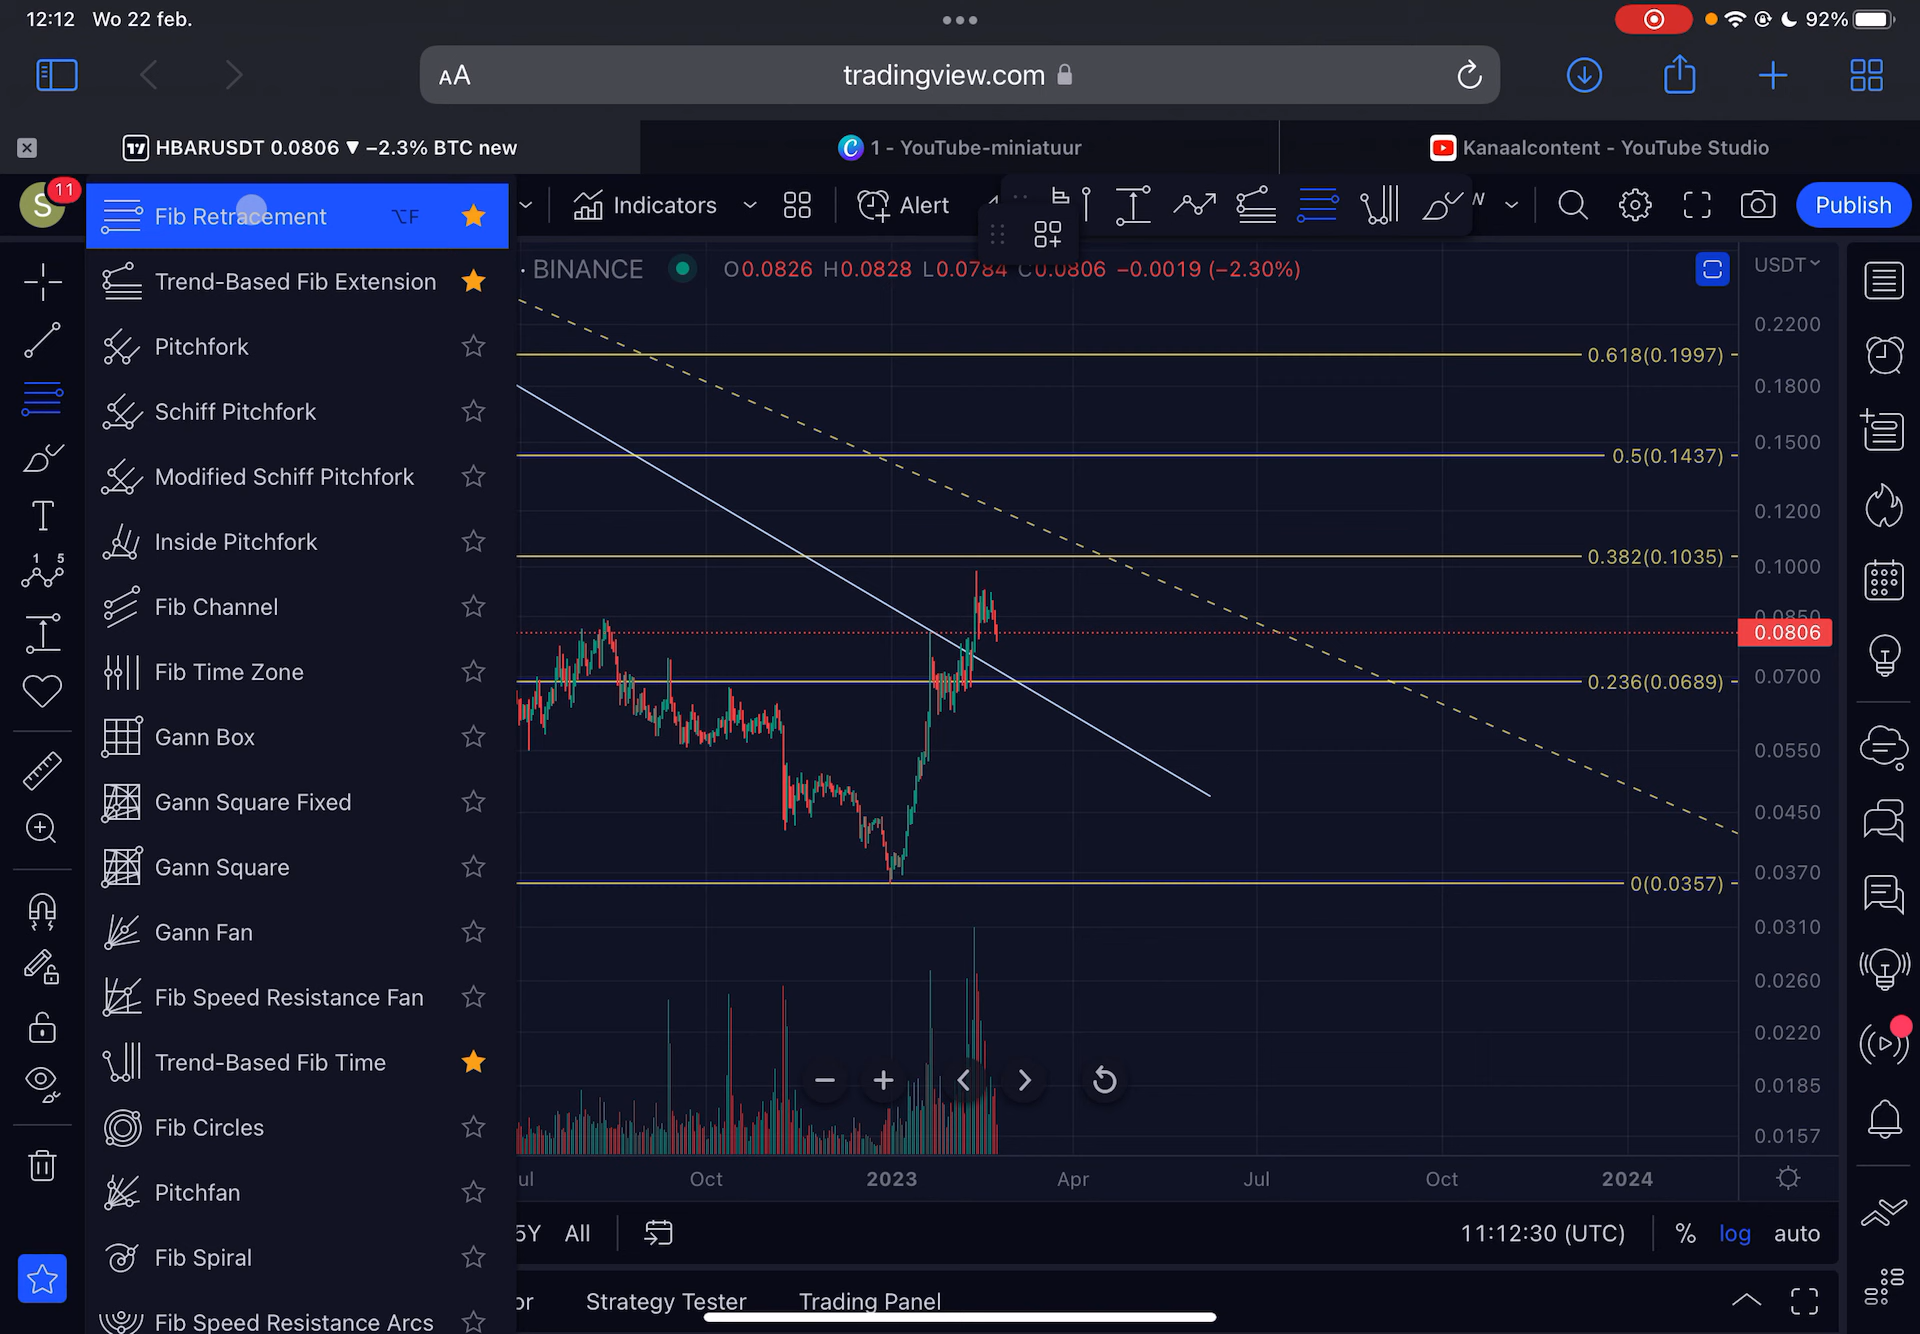 12:12 Wo 22 feb.
92%
AA
tradingview.com
HBARUSDT 0.0806 ▼ −2.3% BTC new
1 - YouTube-miniatuur
Kanaalcontent - YouTube Studio
S
11
Indicators
Alert
Publish
Fib Retracement ⌥F
Trend-Based Fib Extension
Pitchfork
Schiff Pitchfork
Modified Schiff Pitchfork
Inside Pitchfork
Fib Channel
Fib Time Zone
Gann Box
Gann Square Fixed
Gann Square
Gann Fan
Fib Speed Resistance Fan
Trend-Based Fib Time
Fib Circles
Pitchfan
Fib Spiral
Fib Speed Resistance Arcs
· BINANCE
O0.0826 H0.0828 L0.0784 C0.0806 −0.0019 (−2.30%)
USDT
0.2200
0.618(0.1997)
0.1800
0.1500
0.5(0.1437)
0.1200
0.382(0.1035)
0.1000
0.0850
0.0806
0.236(0.0689)
0.0700
0.0550
0.0450
0.0370
0(0.0357)
0.0310
0.0260
0.0220
0.0185
0.0157
ul Oct 2023 Apr Jul Oct 2024
5Y All
11:12:30 (UTC) % log auto
or Strategy Tester Trading Panel